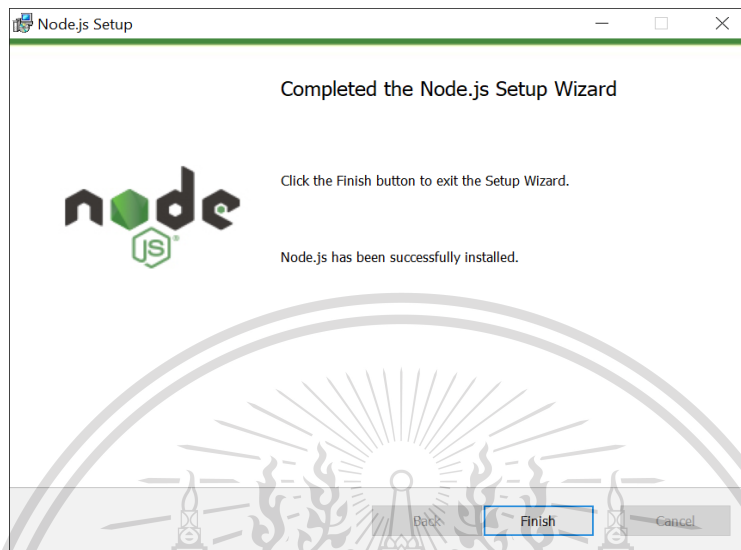 Node.js Setup
Completed the Node.js Setup Wizard
Click the Finish button to exit the Setup Wizard.
node
JS
Node.js has been successfully installed.
Back Finish Cancel